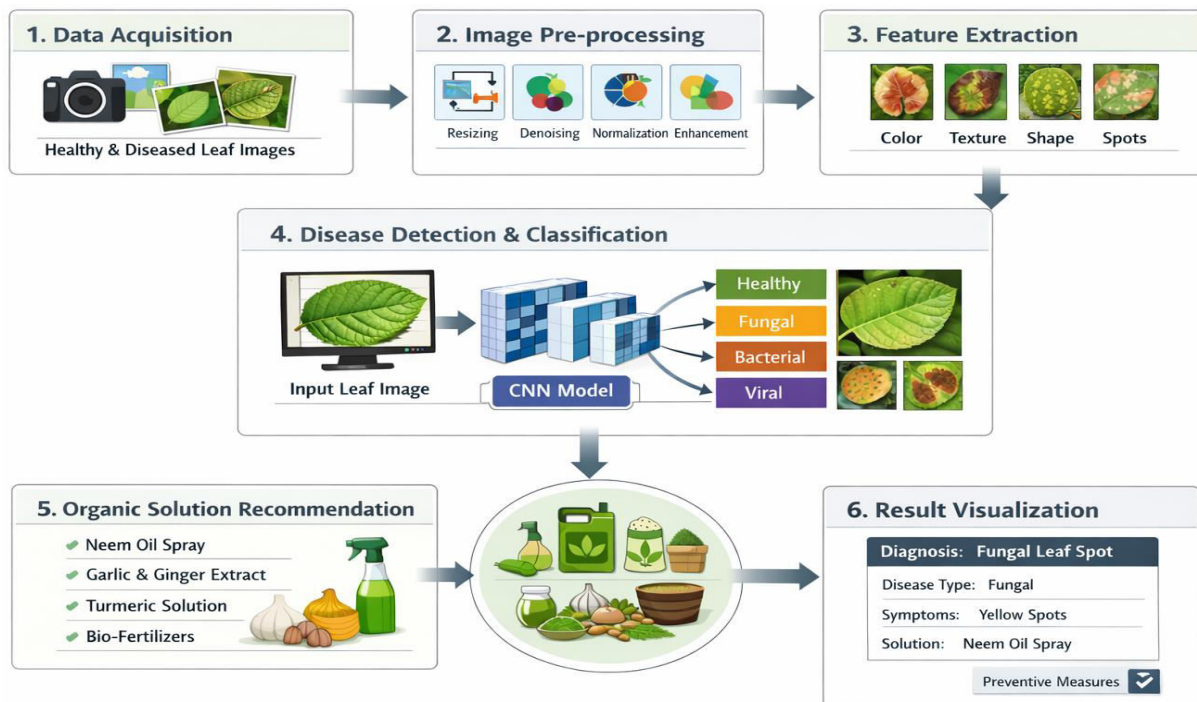 1. Data Acquisition
Healthy & Diseased Leaf Images
2. Image Pre-processing
Resizing
Denoising
Normalization
Enhancement
3. Feature Extraction
Color
Texture
Shape
Spots
4. Disease Detection & Classification
Input Leaf Image
CNN Model
Healthy
Fungal
Bacterial
Viral
5. Organic Solution Recommendation
Neem Oil Spray
Garlic & Ginger Extract
Turmeric Solution
Bio-Fertilizers
6. Result Visualization
Diagnosis: Fungal Leaf Spot
Disease Type: Fungal
Symptoms: Yellow Spots
Solution: Neem Oil Spray
Preventive Measures